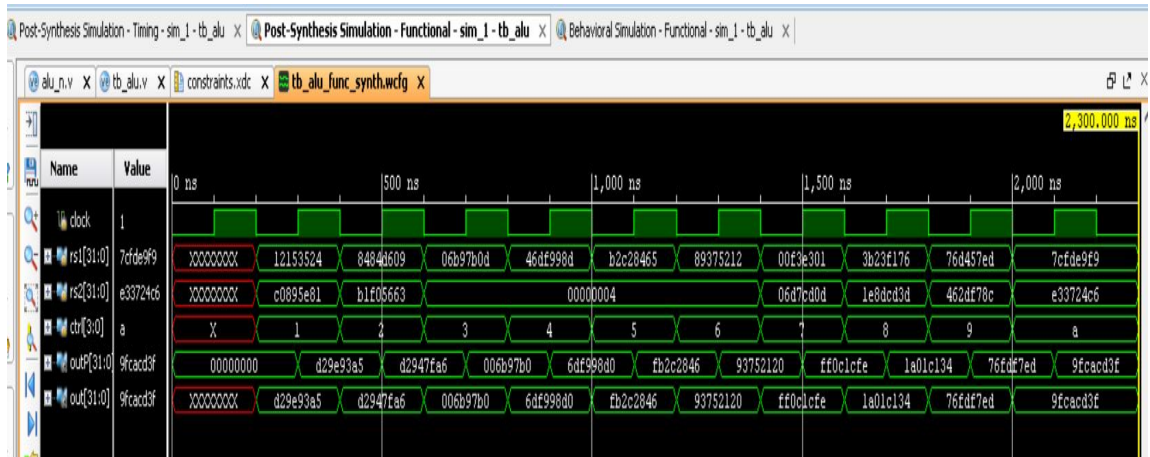 Post-Synthesis Simulation - Timing - sim_1 - tb_alu X Post-Synthesis Simulation - Functional - sim_1 - tb_alu X Behavioral Simulation - Functional - sim_1 - tb_alu X
alu_n.v X tb_alu.v X constraints.xdc X tb_alu_func_synth.wcfg X
2,300.000 ns
Name Value 0 ns 500 ns 1,000 ns 1,500 ns 2,000 ns
clock 1
rs1[31:0] 7cfde9f9 XXXXXXXX 12153524 8484d609 06b97b0d 46df998d b2c28465 89375212 00f3e301 3b23f176 76d457ed 7cfde9f9
rs2[31:0] e33724c6 XXXXXXXX c0895e81 b1f05663 00000004 06d7cd0d 1e8dcd3d 462df78c e33724c6
ctrl[3:0] a X 1 2 3 4 5 6 7 8 9 a
outP[31:0] 9fcacd3f 00000000 d29e93a5 d2947fa6 006b97b0 6df998d0 fb2c2846 93752120 ff0c1cfe 1a01c134 76fdf7ed 9fcacd3f
out[31:0] 9fcacd3f XXXXXXXX d29e93a5 d2947fa6 006b97b0 6df998d0 fb2c2846 93752120 ff0c1cfe 1a01c134 76fdf7ed 9fcacd3f